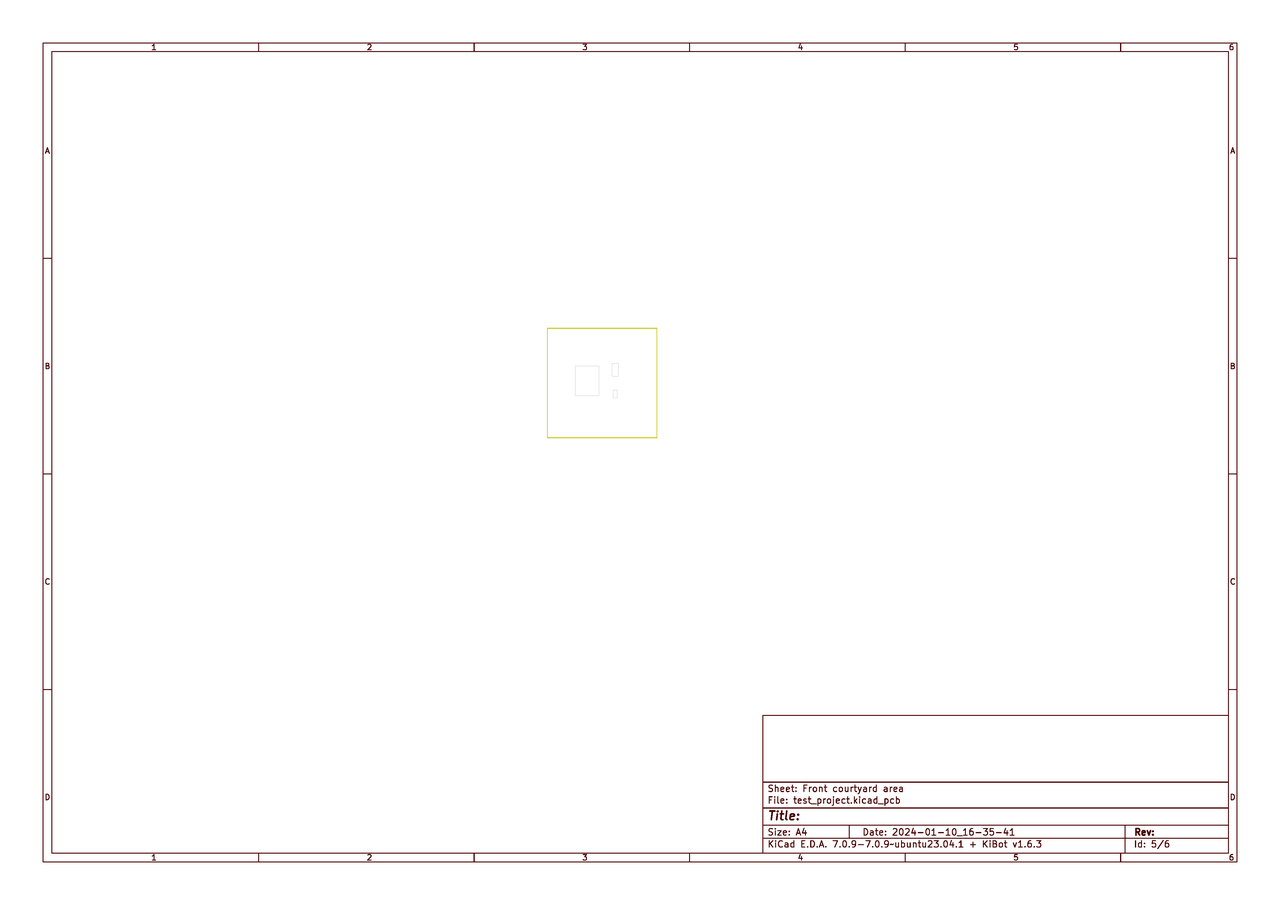 1 2 3 4 5 6
A A
B B
C C
D D
Sheet: Front courtyard area
File: test_project.kicad_pcb
Title:
Size: A4 Date: 2024-01-10_16-35-41 Rev:
KiCad E.D.A. 7.0.9-7.0.9~ubuntu23.04.1 + KiBot v1.6.3 Id: 5/6
1 2 3 4 5 6